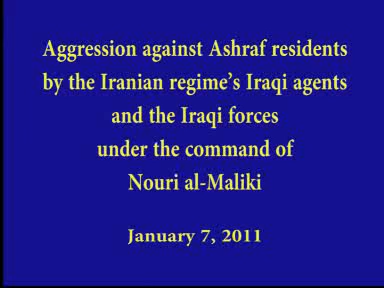 Aggression against Ashraf residents
by the Iranian regime's Iraqi agents
and the Iraqi forces
under the command of
Nouri al-Maliki
January 7, 2011